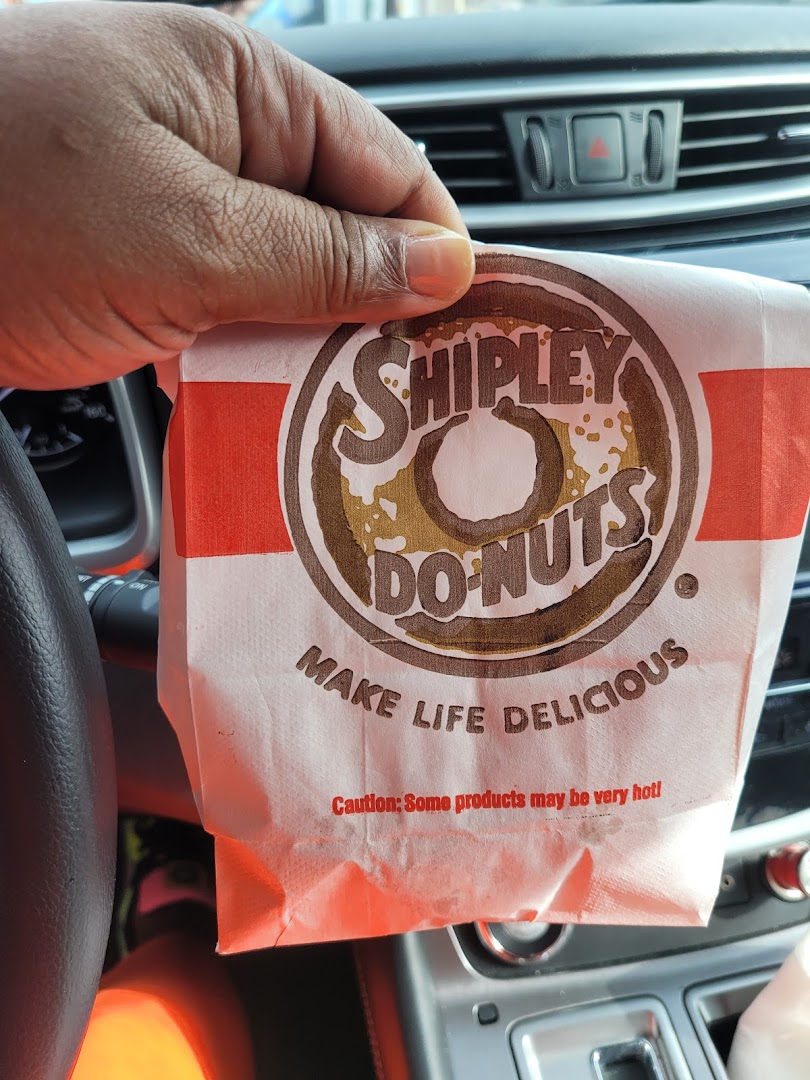 SHIPLEY
DO-NUTS
MAKE LIFE DELICIOUS
Caution: Some products may be very hot!